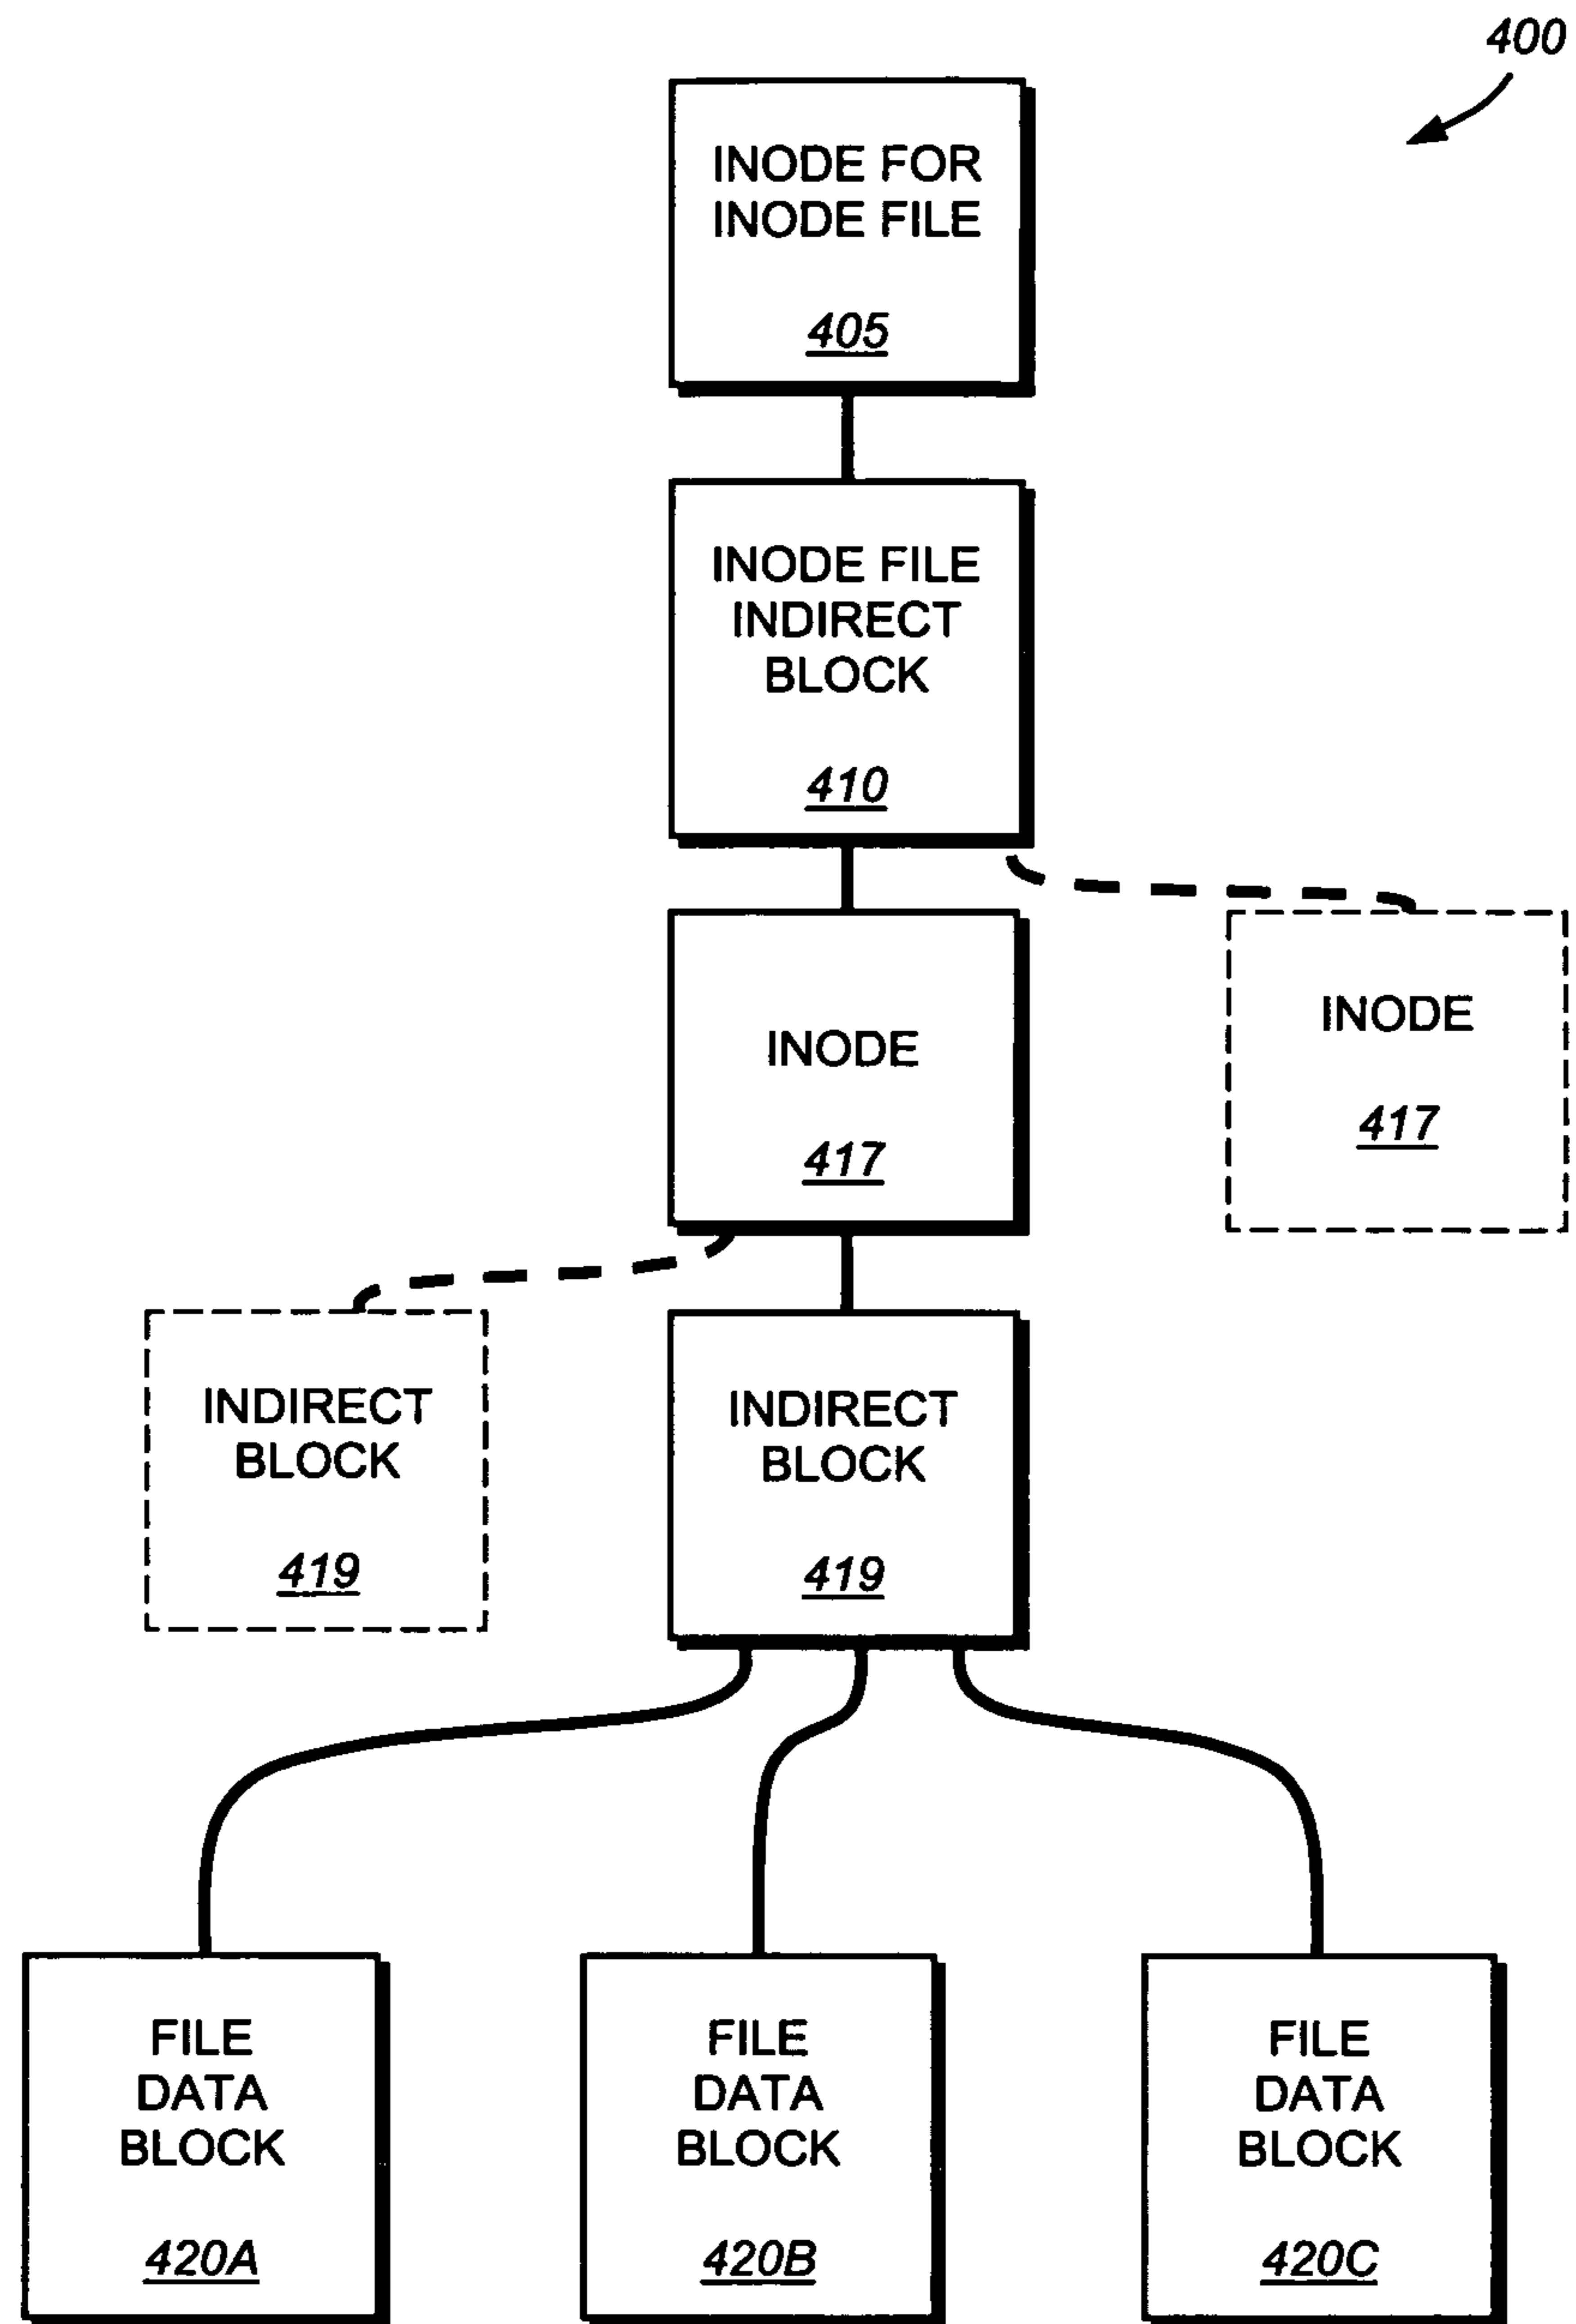 400
INODE FOR
INODE FILE
405
INODE FILE
INDIRECT
BLOCK
410
INODE
417
INODE
417
INDIRECT
BLOCK
419
INDIRECT
BLOCK
419
FILE
DATA
BLOCK
420A
FILE
DATA
BLOCK
420B
FILE
DATA
BLOCK
420C